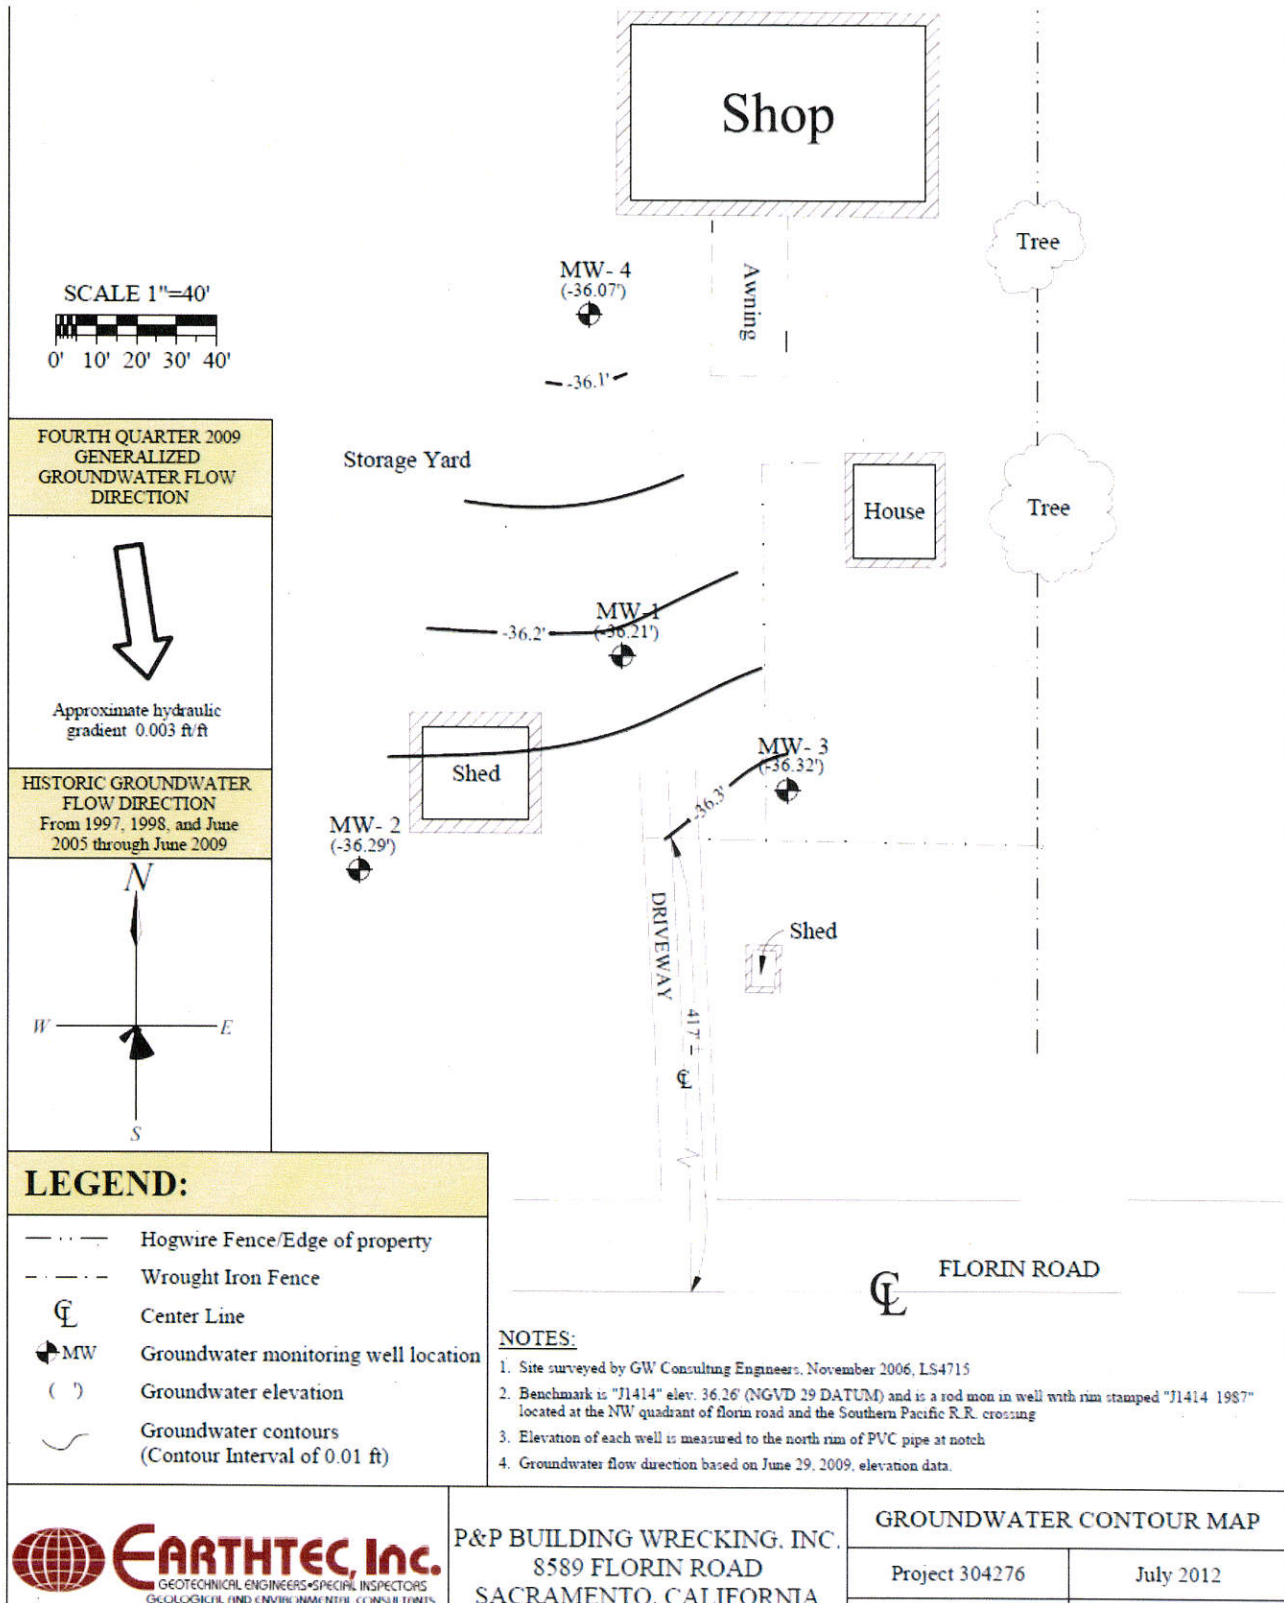 Shop
Tree
MW- 4
(-36.07')
Awning
SCALE 1"=40'
0' 10' 20' 30' 40'
-36.1'
FOURTH QUARTER 2009
GENERALIZED
GROUNDWATER FLOW
DIRECTION
Storage Yard
House
Tree
MW-1
(-36.21')
-36.2'
Approximate hydraulic
gradient 0.003 ft/ft
MW- 3
(-36.32')
Shed
-36.3'
HISTORIC GROUNDWATER
FLOW DIRECTION
From 1997, 1998, and June
2005 through June 2009
MW- 2
(-36.29')
N
W
E
S
DRIVEWAY
Shed
417'
℄
LEGEND:
Hogwire Fence/Edge of property
Wrought Iron Fence
℄ Center Line
MW Groundwater monitoring well location
( ') Groundwater elevation
Groundwater contours
(Contour Interval of 0.01 ft)
℄ FLORIN ROAD
NOTES:
1. Site surveyed by GW Consulting Engineers, November 2006, LS4715
2. Benchmark is "J1414" elev. 36.26' (NGVD 29 DATUM) and is a rod mon in well with rim stamped "J1414 1987"
located at the NW quadrant of florin road and the Southern Pacific R.R. crossing
3. Elevation of each well is measured to the north rim of PVC pipe at notch
4. Groundwater flow direction based on June 29, 2009, elevation data.
EARTHTEC, Inc.
GEOTECHNICAL ENGINEERS•SPECIAL INSPECTORS
GEOLOGICAL AND ENVIRONMENTAL CONSULTANTS
P&P BUILDING WRECKING, INC.
8589 FLORIN ROAD
SACRAMENTO, CALIFORNIA
GROUNDWATER CONTOUR MAP
Project 304276
July 2012